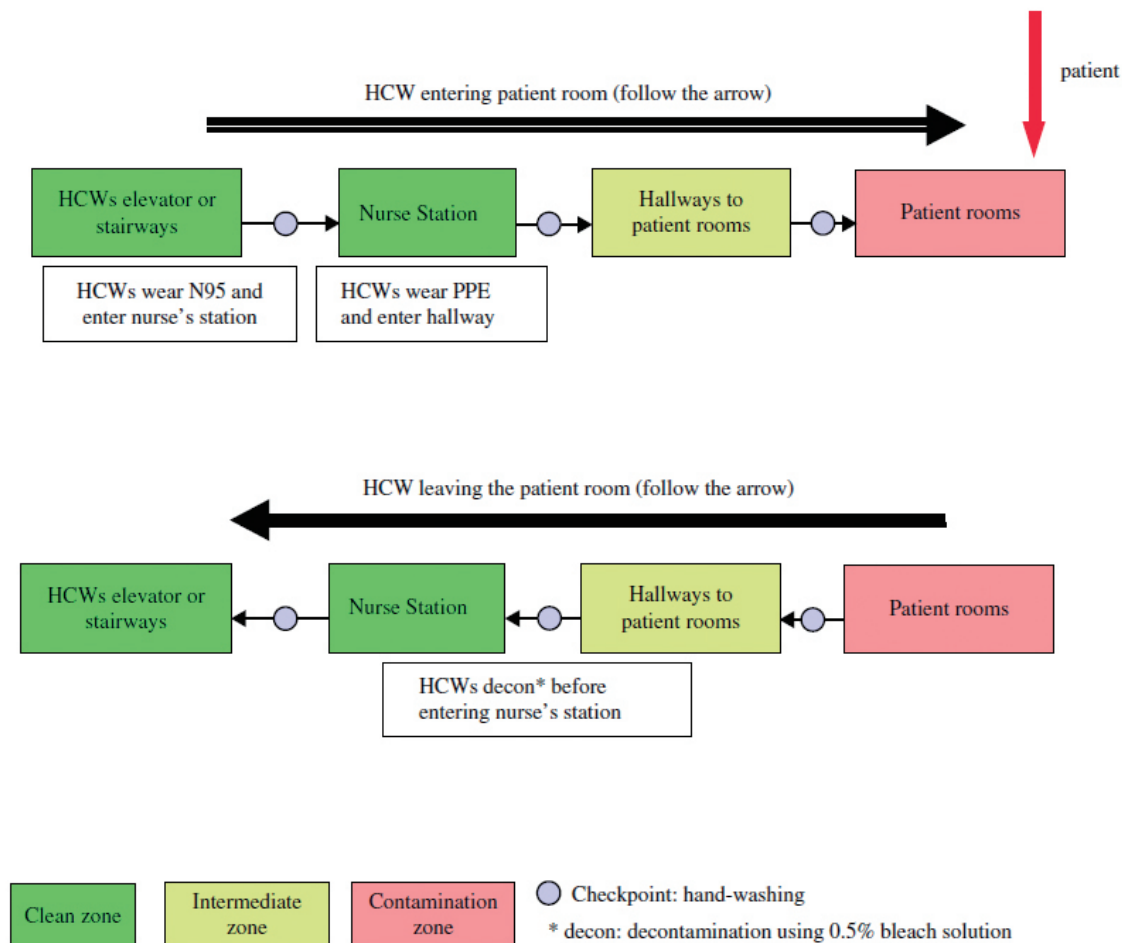 patient
HCW entering patient room (follow the arrow)
HCWs elevator or
stairways
Nurse Station
Hallways to
patient rooms
Patient rooms
HCWs wear N95 and
enter nurse’s station
HCWs wear PPE
and enter hallway
HCW leaving the patient room (follow the arrow)
HCWs elevator or
stairways
Nurse Station
Hallways to
patient rooms
Patient rooms
HCWs decon* before
entering nurse’s station
Clean zone
Intermediate
zone
Contamination
zone
Checkpoint: hand-washing
* decon: decontamination using 0.5% bleach solution